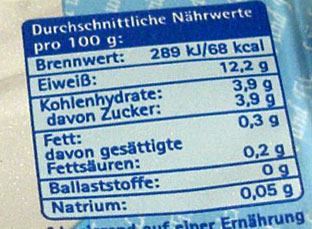 Durchschnittliche Nährwerte
pro 100 g:
Brennwert: 289 kJ/68 kcal
Eiweiß: 12,2 g
Kohlenhydrate: 3,9 g
davon Zucker: 3,9 g
Fett: 0,3 g
davon gesättigte
Fettsäuren: 0,2 g
Ballaststoffe: 0 g
Natrium: 0,05 g
auf einer Ernährung